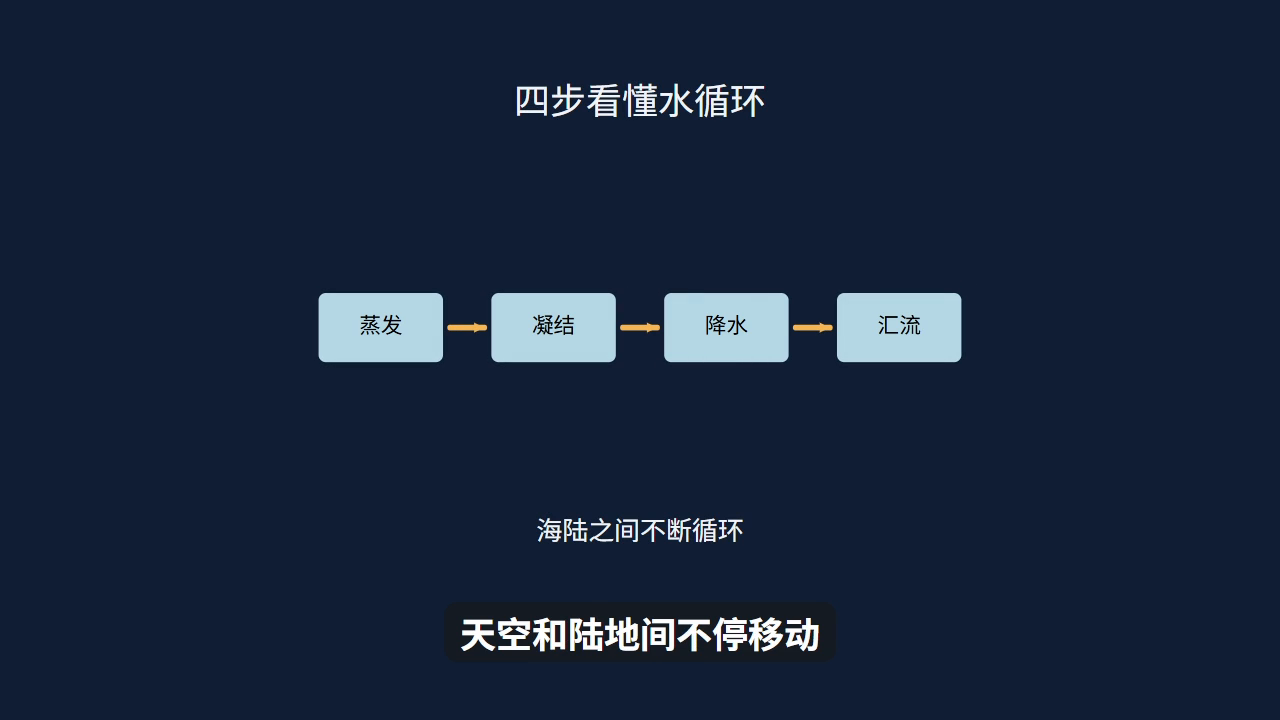 四步看懂水循环
蒸发
凝结
降水
汇流
海陆之间不断循环
天空和陆地间不停移动